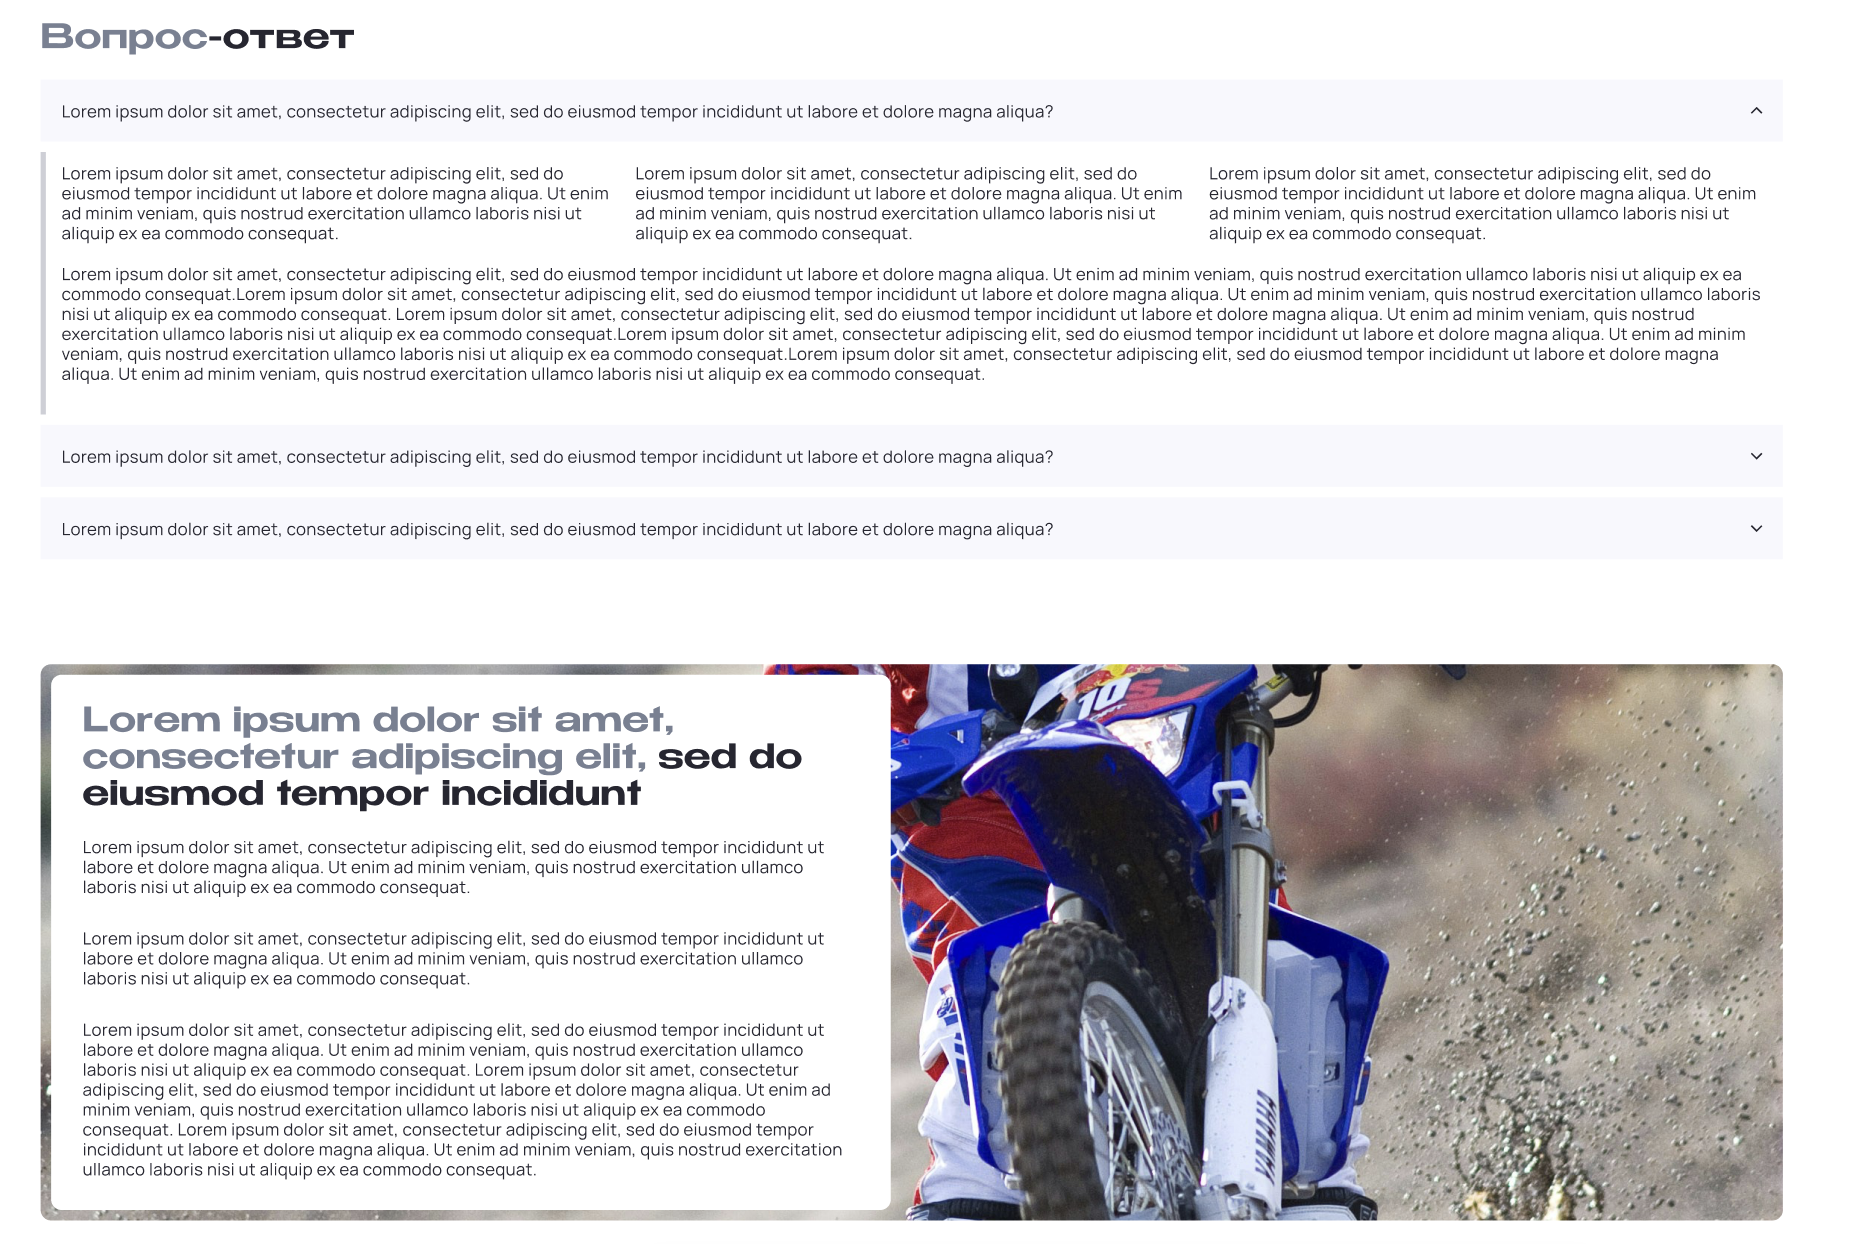 Вопрос-ответ
Lorem ipsum dolor sit amet, consectetur adipiscing elit, sed do eiusmod tempor incididunt ut labore et dolore magna aliqua?
Lorem ipsum dolor sit amet, consectetur adipiscing elit, sed do
eiusmod tempor incididunt ut labore et dolore magna aliqua. Ut enim
ad minim veniam, quis nostrud exercitation ullamco laboris nisi ut
aliquip ex ea commodo consequat.
Lorem ipsum dolor sit amet, consectetur adipiscing elit, sed do
eiusmod tempor incididunt ut labore et dolore magna aliqua. Ut enim
ad minim veniam, quis nostrud exercitation ullamco laboris nisi ut
aliquip ex ea commodo consequat.
Lorem ipsum dolor sit amet, consectetur adipiscing elit, sed do
eiusmod tempor incididunt ut labore et dolore magna aliqua. Ut enim
ad minim veniam, quis nostrud exercitation ullamco laboris nisi ut
aliquip ex ea commodo consequat.
Lorem ipsum dolor sit amet, consectetur adipiscing elit, sed do eiusmod tempor incididunt ut labore et dolore magna aliqua. Ut enim ad minim veniam, quis nostrud exercitation ullamco laboris nisi ut aliquip ex ea
commodo consequat.Lorem ipsum dolor sit amet, consectetur adipiscing elit, sed do eiusmod tempor incididunt ut labore et dolore magna aliqua. Ut enim ad minim veniam, quis nostrud exercitation ullamco laboris
nisi ut aliquip ex ea commodo consequat. Lorem ipsum dolor sit amet, consectetur adipiscing elit, sed do eiusmod tempor incididunt ut labore et dolore magna aliqua. Ut enim ad minim veniam, quis nostrud
exercitation ullamco laboris nisi ut aliquip ex ea commodo consequat.Lorem ipsum dolor sit amet, consectetur adipiscing elit, sed do eiusmod tempor incididunt ut labore et dolore magna aliqua. Ut enim ad minim
veniam, quis nostrud exercitation ullamco laboris nisi ut aliquip ex ea commodo consequat.Lorem ipsum dolor sit amet, consectetur adipiscing elit, sed do eiusmod tempor incididunt ut labore et dolore magna
aliqua. Ut enim ad minim veniam, quis nostrud exercitation ullamco laboris nisi ut aliquip ex ea commodo consequat.
Lorem ipsum dolor sit amet, consectetur adipiscing elit, sed do eiusmod tempor incididunt ut labore et dolore magna aliqua?
Lorem ipsum dolor sit amet, consectetur adipiscing elit, sed do eiusmod tempor incididunt ut labore et dolore magna aliqua?
Lorem ipsum dolor sit amet,
consectetur adipiscing elit, sed do
eiusmod tempor incididunt
Lorem ipsum dolor sit amet, consectetur adipiscing elit, sed do eiusmod tempor incididunt ut
labore et dolore magna aliqua. Ut enim ad minim veniam, quis nostrud exercitation ullamco
laboris nisi ut aliquip ex ea commodo consequat.
Lorem ipsum dolor sit amet, consectetur adipiscing elit, sed do eiusmod tempor incididunt ut
labore et dolore magna aliqua. Ut enim ad minim veniam, quis nostrud exercitation ullamco
laboris nisi ut aliquip ex ea commodo consequat.
Lorem ipsum dolor sit amet, consectetur adipiscing elit, sed do eiusmod tempor incididunt ut
labore et dolore magna aliqua. Ut enim ad minim veniam, quis nostrud exercitation ullamco
laboris nisi ut aliquip ex ea commodo consequat. Lorem ipsum dolor sit amet, consectetur
adipiscing elit, sed do eiusmod tempor incididunt ut labore et dolore magna aliqua. Ut enim ad
minim veniam, quis nostrud exercitation ullamco laboris nisi ut aliquip ex ea commodo
consequat. Lorem ipsum dolor sit amet, consectetur adipiscing elit, sed do eiusmod tempor
incididunt ut labore et dolore magna aliqua. Ut enim ad minim veniam, quis nostrud exercitation
ullamco laboris nisi ut aliquip ex ea commodo consequat.
10S
YAMAHA